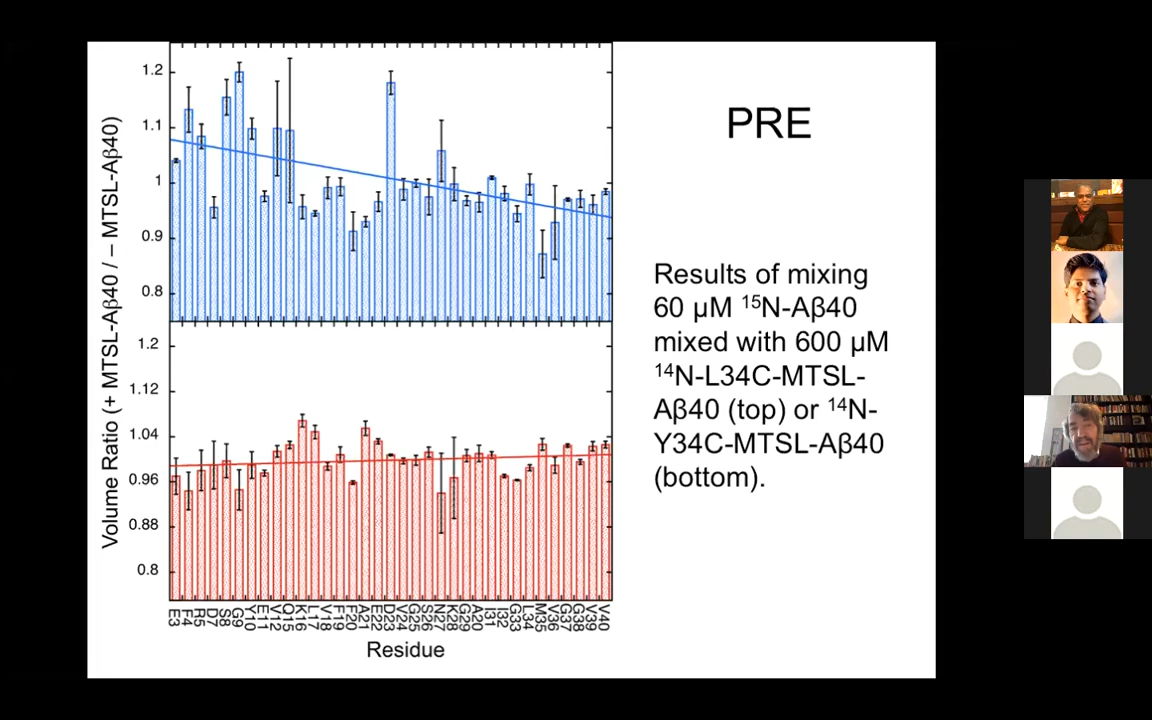 PRE
Results of mixing
60 μM ¹⁵N-Aβ40
mixed with 600 μM
¹⁴N-L34C-MTSL-
Aβ40 (top) or ¹⁴N-
Y34C-MTSL-Aβ40
(bottom).
Volume Ratio (+ MTSL-Aβ40 / – MTSL-Aβ40)
1.2
1.1
1
0.9
0.8
1.2
1.12
1.04
0.96
0.88
0.8
E3
F4
R5
D7
S8
G9
Y10
E11
V12
Q15
K16
L17
V18
F19
F20
A21
E22
D23
V24
G25
S26
N27
K28
G29
A20
I31
I32
G33
L34
M35
V36
G37
G38
V39
V40
Residue